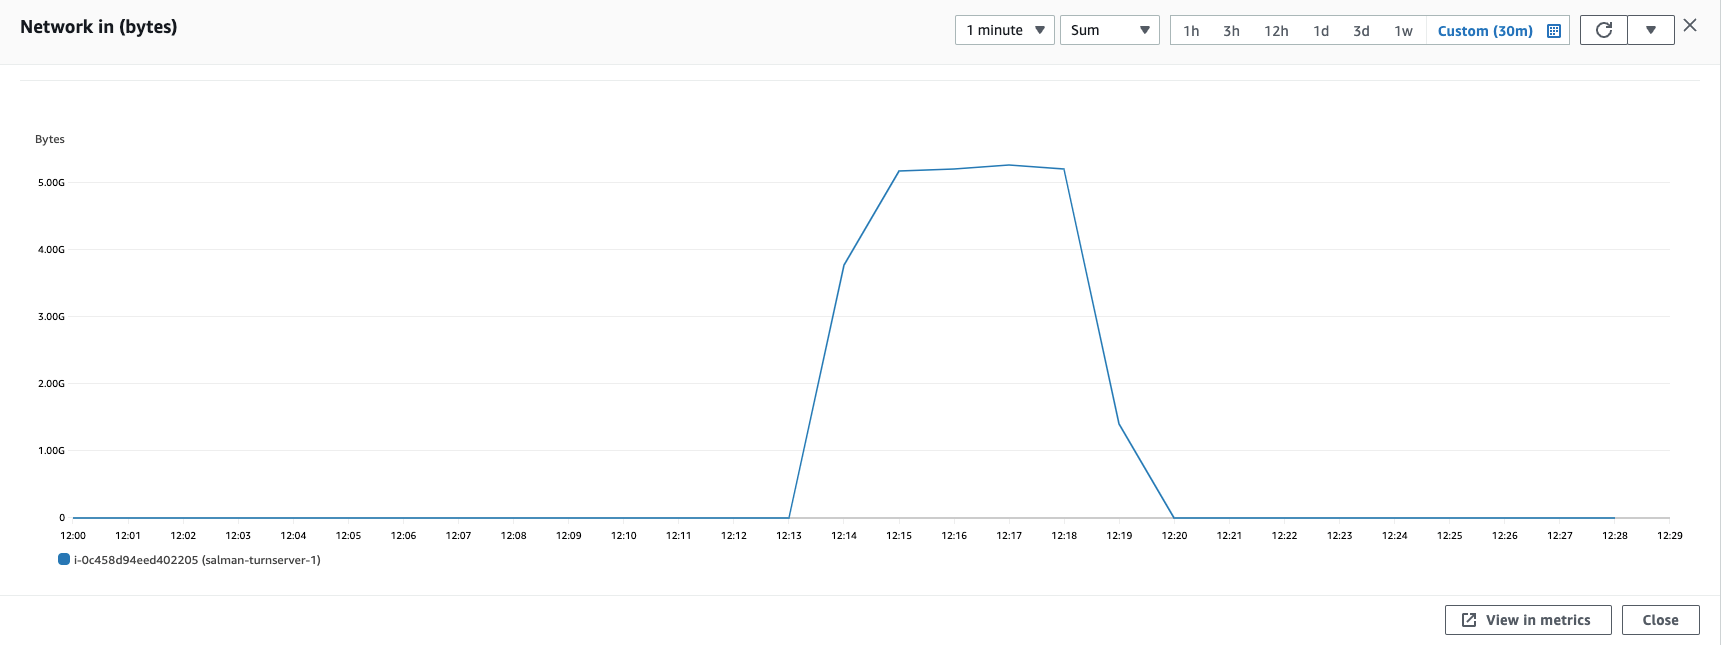 Network in (bytes)
1 minute
Sum
1h 3h 12h 1d 3d 1w Custom (30m)
Bytes
5.00G
4.00G
3.00G
2.00G
1.00G
0
12:00 12:01 12:02 12:03 12:04 12:05 12:06 12:07 12:08 12:09 12:10 12:11 12:12 12:13 12:14 12:15 12:16 12:17 12:18 12:19 12:20 12:21 12:22 12:23 12:24 12:25 12:26 12:27 12:28 12:29
i-0c458d94eed402205 (salman-turnserver-1)
View in metrics
Close